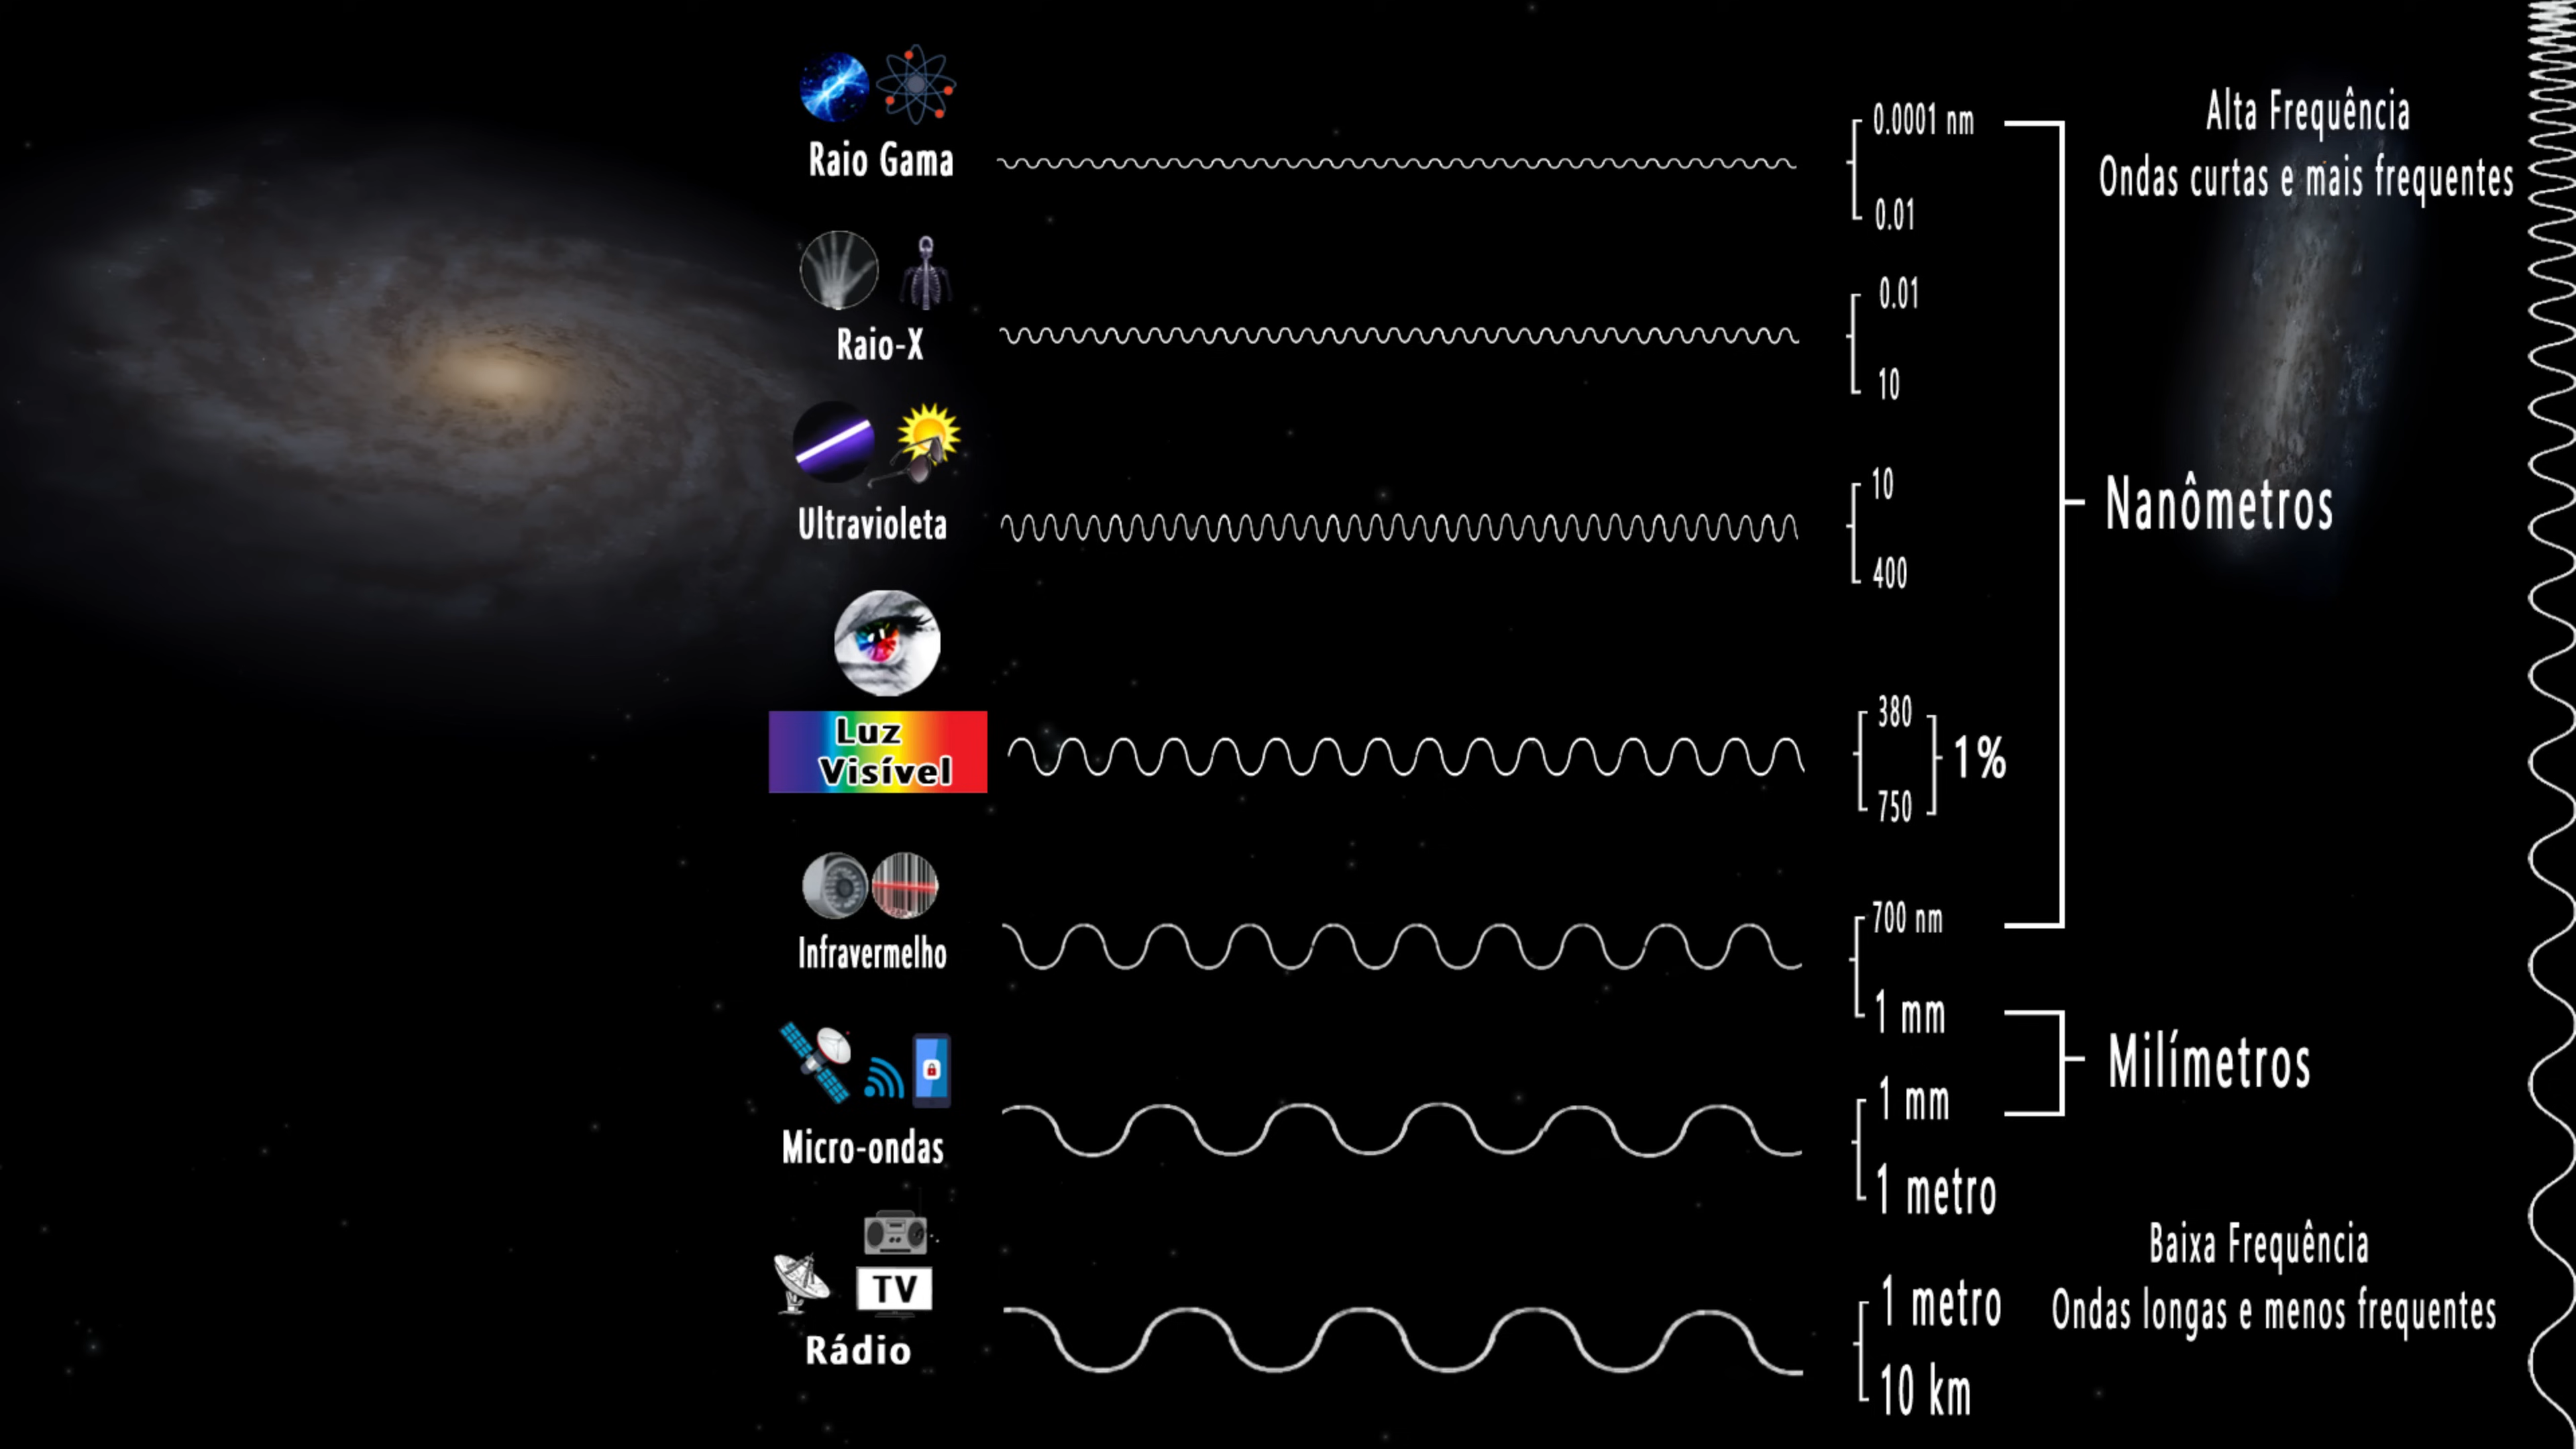 Raio Gama
0.0001 nm
0.01
Alta Frequência
Ondas curtas e mais frequentes
Raio-X
0.01
10
Ultravioleta
10
400
Nanômetros
Luz
Visível
380
750
1%
Infravermelho
700 nm
1 mm
Milímetros
Micro-ondas
1 mm
1 metro
Baixa Frequência
Ondas longas e menos frequentes
TV
Rádio
1 metro
10 km